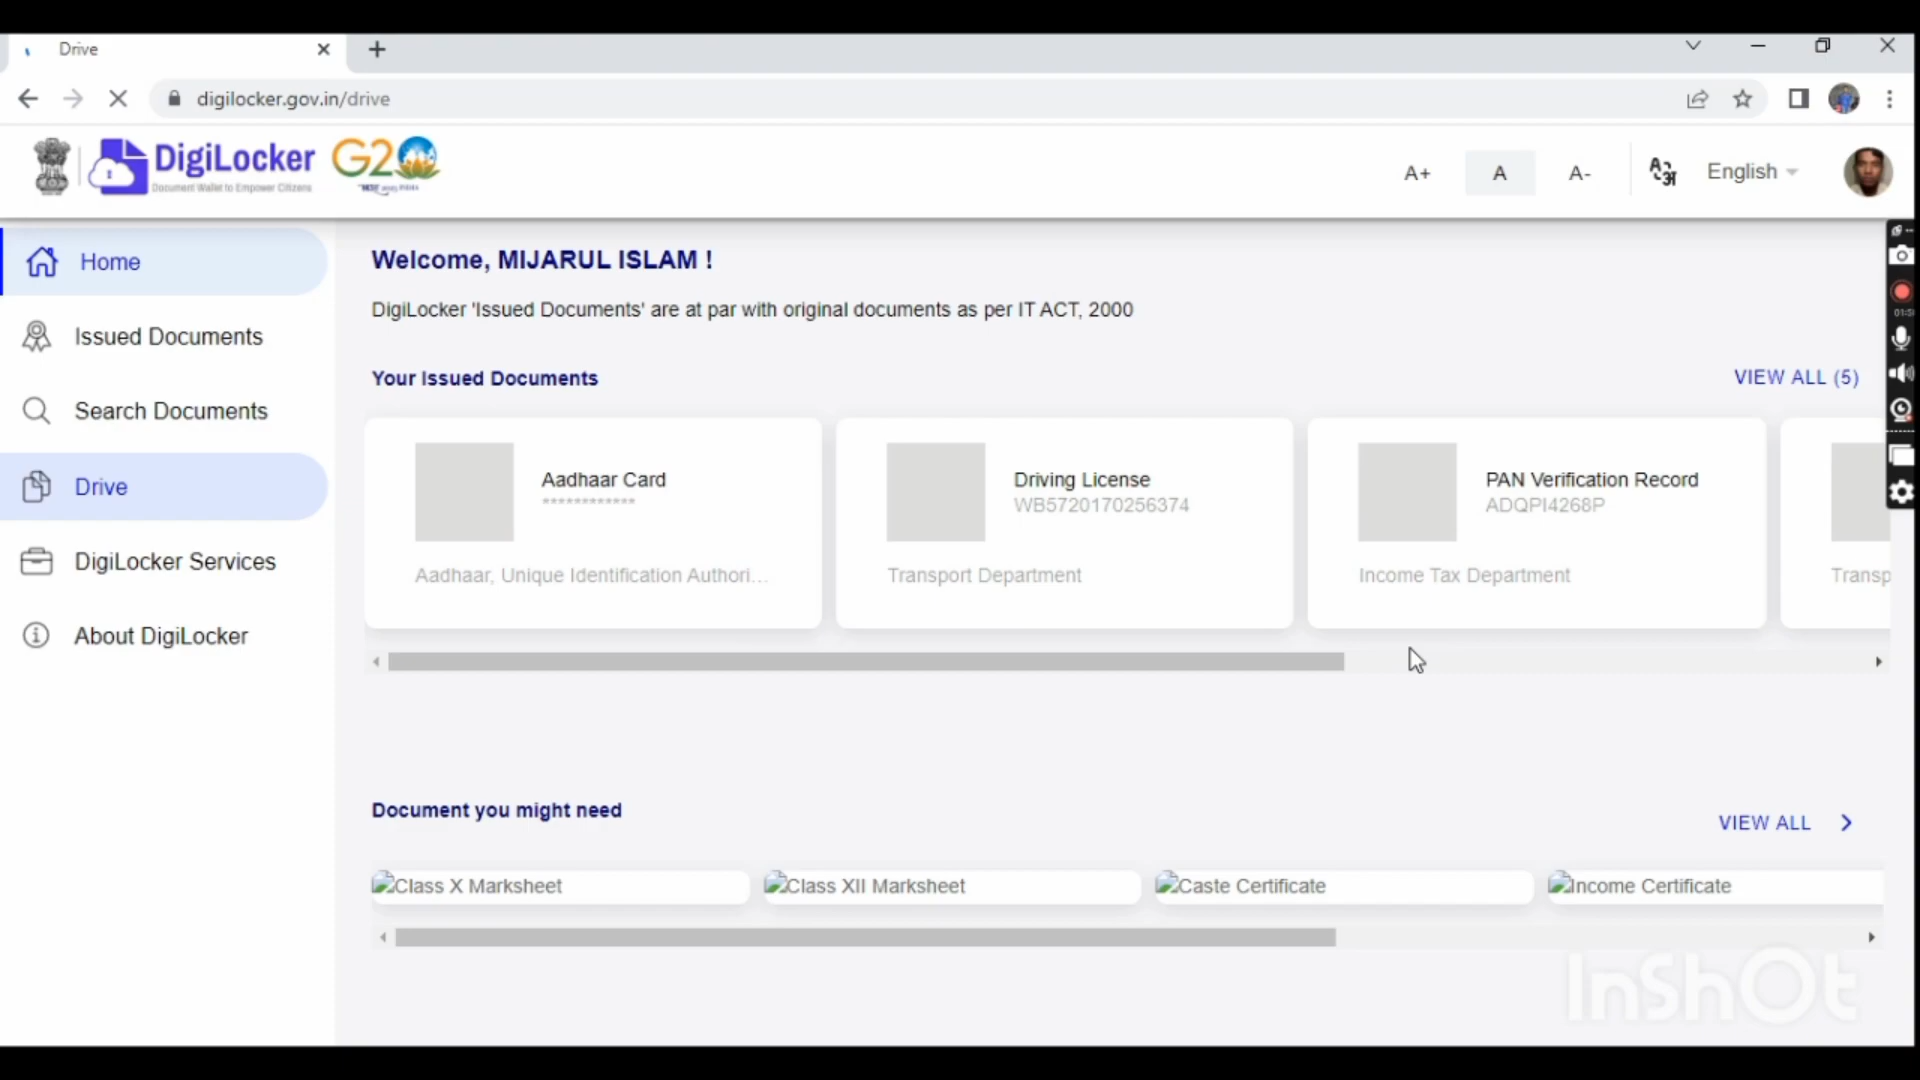 Drive
digilocker.gov.in/drive
DigiLocker
Document Wallet to Empower Citizens
G20
A+
A
A-
English
Home
Issued Documents
Search Documents
Drive
DigiLocker Services
About DigiLocker
Welcome, MIJARUL ISLAM !
DigiLocker 'Issued Documents' are at par with original documents as per IT ACT, 2000
Your Issued Documents
VIEW ALL (5)
Aadhaar Card
************
Aadhaar, Unique Identification Authori...
Driving License
WB5720170256374
Transport Department
PAN Verification Record
ADQPI4268P
Income Tax Department
Transp
Document you might need
VIEW ALL
Class X Marksheet
Class XII Marksheet
Caste Certificate
Income Certificate
InShOt